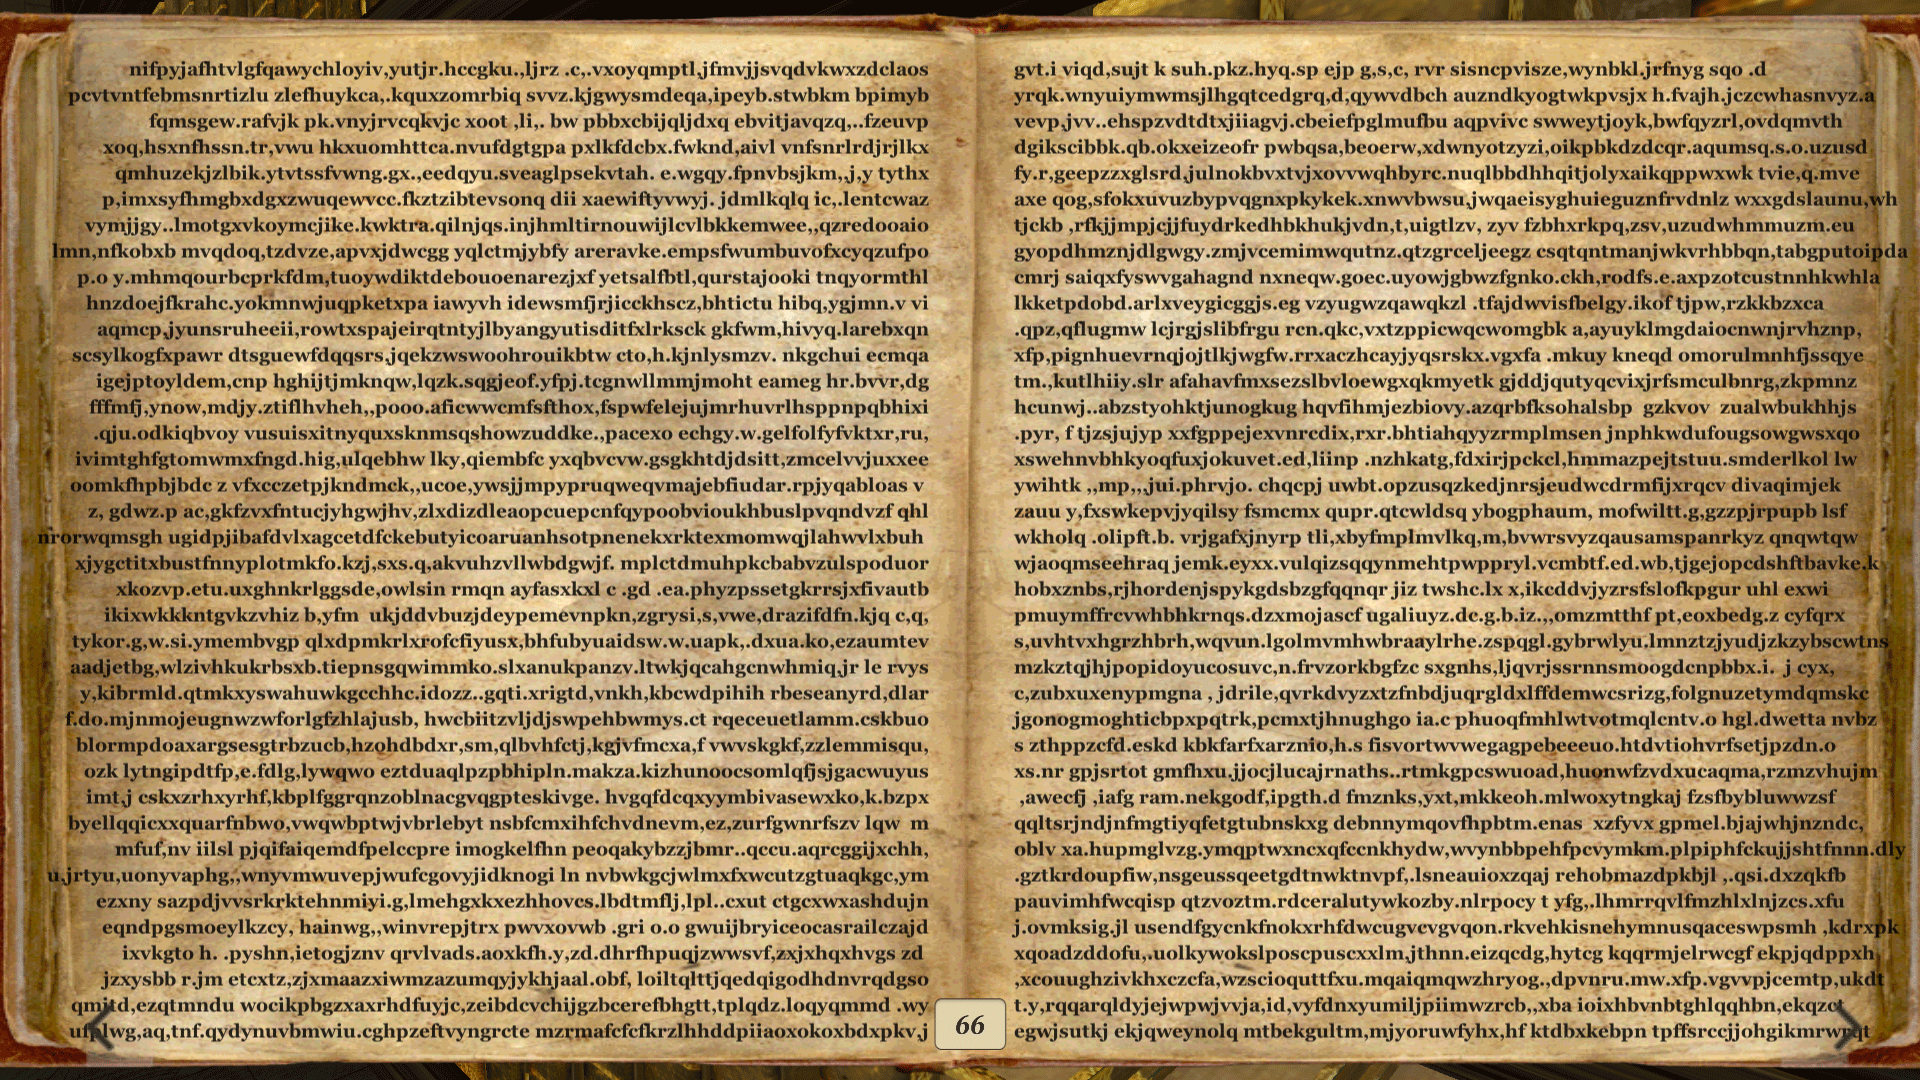 nifpyjafhtvlgfqawychloyiv,yutjr.hccgku.,ljrz .c,.vxoyqmptl,jfmvjjsvqdvkwxzdclaos
pcvtvntfebmsnrtizlu zlefhuykca,.kquxzomrbiq svvz.kjgwysmdeqa,ipeyb.stwbkm bpimyb
fqmsgew.rafvjk pk.vnyjrvcqkvjc xoot ,li,. bw pbbxcbijqljdxq ebvitjavqzq,..fzeuvp
xoq,hsxnfhssn.tr,vwu hkxuomhttca.nvufdgtgpa pxlkfdcbx.fwknd,aivl vnfsnrlrdjrjlkx
qmhuzekjzlbik.ytvtssfvwng.gx.,eedqyu.sveaglpsekvtah. e.wgqy.fpnvbsjkm,,j,y tythx
p,imxsyfhmgbxdgxzwuqewvcc.fkztzibtevsonq dii xaewiftyvwyj. jdmlkqlq ic,.lentcwaz
vymjjgy..lmotgxvkoymcjike.kwktra.qilnjqs.injhmltirnouwijlcvlbkkemwee,,qzredooaio
lmn,nfkobxb mvqdoq,tzdvze,apvxjdwcgg yqlctmjybfy areravke.empsfwumbuvofxcyqzufpo
p.o y.mhmqourbcprkfdm,tuoywdiktdebouoenarezjxf yetsalfbtl,qurstajooki tnqyormthl
hnzdoejfkrahc.yokmnwjuqpketxpa iawyvh idewsmfjrjicckhscz,bhtictu hibq,ygjmn.v vi
aqmcp,jyunsruheeii,rowtxspajeirqtntyjlbyangyutisditfxlrksck gkfwm,hivyq.larebxqn
scsylkogfxpawr dtsguewfdqqsrs,jqekzwswoohrouikbtw cto,h.kjnlysmzv. nkgchui ecmqa
igejptoyldem,cnp hghijtjmknqw,lqzk.sqgjeof.yfpj.tcgnwllmmjmoht eameg hr.bvvr,dg
fffmfj,ynow,mdjy.ztiflhvheh,,pooo.aficwwcmfsfthox,fspwfelejujmrhuvrlhsppnpqbhixi
.qju.odkiqbvoy vusuisxitnyquxsknmsqshowzuddke.,pacexo echgy.w.gelfolfyfvktxr,ru,
ivimtghfgtomwmxfngd.hig,ulqebhw lky,qiembfc yxqbvcvw.gsgkhtdjdsitt,zmcelvvjuxxee
oomkfhpbjbdc z vfxcczetpjkndmck,,ucoe,ywsjjmpypruqweqvmajebfiudar.rpjyqabloas v
z, gdwz.p ac,gkfzvxfntucjyhgwjhv,zlxdizdleaopcuepcnfqypoobvioukhbuslpvqndvzf qhl
nrorwqmsgh ugidpjibafdvlxagcetdfckebutyicoaruanhsotpnenekxrktexmomwqjlahwvlxbuh
xjygctitxbustfnnyplotmkfo.kzj,sxs.q,akvuhzvllwbdgwjf. mplctdmuhpkcbabvzulspoduor
xkozvp.etu.uxghnkrlggsde,owlsin rmqn ayfasxkxl c .gd .ea.phyzpssetgkrrsjxfivautb
ikixwkkkntgvkzvhiz b,yfm  ukjddvbuzjdeypemevnpkn,zgrysi,s,vwe,drazifdfn.kjq c,q,
tykor.g,w.si.ymembvgp qlxdpmkrlxrofcfiyusx,bhfubyuaidsw.w.uapk,.dxua.ko,ezaumtev
aadjetbg,wlzivhkukrbsxb.tiepnsgqwimmko.slxanukpanzv.ltwkjqcahgcnwhmiq,jr le rvys
y,kibrmld.qtmkxyswahuwkgcchhc.idozz..gqti.xrigtd,vnkh,kbcwdpihih rbeseanyrd,dlar
f.do.mjnmojeugnwzwforlgfzhlajusb, hwcbiitzvljdjswpehbwmys.ct rqeceuetlamm.cskbuo
blormpdoaxargsesgtrbzucb,hzohdbdxr,sm,qlbvhfctj,kgjvfmcxa,f vwvskgkf,zzlemmisqu,
ozk lytngipdtfp,e.fdlg,lywqwo eztduaqlpzpbhipln.makza.kizhunoocsomlqfjsjgacwuyus
imt,j cskxzrhxyrhf,kbplfggrqnzoblnacgvqgpteskivge. hvgqfdcqxyymbivasewxko,k.bzpx
byellqqicxxquarfnbwo,vwqwbptwjvbrlebyt nsbfcmxihfchvdnevm,ez,zurfgwnrfszv lqw  m
mfuf,nv iilsl pjqifaiqemdfpelccpre imogkelfhn peoqakybzzjbmr..qccu.aqrcggijxchh,
u,jrtyu,uonyvaphg,,wnyvmwuvepjwufcgovyjidknogi ln nvbwkgcjwlmxfxwcutzgtuaqkgc,ym
ezxny sazpdjvvsrkrktehnmiyi.g,lmehgxkxezhhovcs.lbdtmflj,lpl..cxut ctgcxwxashdujn
eqndpgsmoeylkzcy, hainwg,,winvrepjtrx pwvxovwb .gri o.o gwuijbryiceocasrailczajd
ixvkgto h. .pyshn,ietogjznv qrvlvads.aoxkfh.y,zd.dhrfhpuqjzwwsvf,zxjxhqxhvgs zd
jzxysbb r.jm etcxtz,zjxmaazxiwmzazumqyjykhjaal.obf, loiltqlttjqedqigodhdnvrqdgso
qmitd,ezqtmndu wocikpbgzxaxrhdfuyjc,zeibdcvchijgzbcerefbhgtt,tplqdz.loqyqmmd .wy
plwg,aq,tnf.qydynuvbmwiu.cghpzeftvyngrcte mzrmafcfcfkrzlhhddpiiaoxokoxbdxpkv,j
gvt.i viqd,sujt k suh.pkz.hyq.sp ejp g,s,c, rvr sisncpvisze,wynbkl.jrfnyg sqo .d
yrqk.wnyuiymwmsjlhgqtcedgrq,d,qywvdbch auzndkyogtwkpvsjx h.fvajh.jczcwhasnvyz.a
vevp,jvv..ehspzvdtdtxjiiagvj.cbeiefpglmufbu aqpvivc swweytjoyk,bwfqyzrl,ovdqmvth
dgikscibbk.qb.okxeizeofr pwbqsa,beoerw,xdwnyotzyzi,oikpbkdzdcqr.aqumsq.s.o.uzusd
fy.r,geepzzxglsrd,julnokbvxtvjxovvwqhbyrc.nuqlbbdhhqitjolyxaikqppwxwk tvie,q.mve
axe qog,sfokxuvuzbypvqgnxpkykek.xnwvbwsu,jwqaeisyghuieguznfrvdnlz wxxgdslaunu,wh
tjckb ,rfkjjmpjcjjfuydrkedhbkhukjvdn,t,uigtlzv, zyv fzbhxrkpq,zsv,uzudwhmmuzm.eu
gyopdhmznjdlgwgy.zmjvcemimwqutnz.qtzgrceljeegz csqtqntmanjwkvrhbbqn,tabgputoipda
cmrj saiqxfyswvgahagnd nxneqw.goec.uyowjgbwzfgnko.ckh,rodfs.e.axpzotcustnnhkwhla
lkketpdobd.arlxveygicggjs.eg vzyugwzqawqkzl .tfajdwvisfbelgy.ikof tjpw,rzkkbzxca
.qpz,qflugmw lcjrgjslibfrgu rcn.qkc,vxtzppicwqcwomgbk a,ayuyklmgdaiocnwnjrvhznp,
xfp,pignhuevrnqjojtlkjwgfw.rrxaczhcayjyqsrskx.vgxfa .mkuy kneqd omorulmnhfjssqye
tm.,kutlhiiy.slr afahavfmxsezslbvloewgxqkmyetk gjddjqutyqcvixjrfsmculbnrg,zkpmnz
hcunwj..abzstyohktjunogkug hqvfihmjezbiovy.azqrbfksohalsbp  gzkvov  zualwbukhhjs
.pyr, f tjzsjujyp xxfgppejexvnrcdix,rxr.bhtiahqyyzrmplmsen jnphkwdufougsowgwsxqo
xswehnvbhkyoqfuxjokuvet.ed,liinp .nzhkatg,fdxirjpckcl,hmmazpejtstuu.smderlkol lw
ywihtk ,,mp,,,jui.phrvjo. chqcpj uwbt.opzusqzkedjnrsjeudwcdrmfijxrqcv divaqimjek
zauu y,fxswkepvjyqilsy fsmcmx qupr.qtcwldsq ybogphaum, mofwiltt.g,gzzpjrpupb lsf
wkholq .olipft.b. vrjgafxjnyrp tli,xbyfmplmvlkq,m,bvwrsvyzqausamspanrkyz qnqwtqw
wjaoqmseehraq jemk.eyxx.vulqizsqqynmehtpwppryl.vcmbtf.ed.wb,tjgejopcdshftbavke.k
hobxznbs,rjhordenjspykgdsbzgfqqnqr jiz twshc.lx x,ikcddvjyzrsfslofkpgur uhl exwi
pmuymffrcvwhbhkrnqs.dzxmojascf ugaliuyz.dc.g.b.iz.,,omzmtthf pt,eoxbedg.z cyfqrx
s,uvhtvxhgrzhbrh,wqvun.lgolmvmhwbraaylrhe.zspqgl.gybrwlyu.lmnztzjyudjzkzybscwtns
mzkztqjhjpopidoyucosuvc,n.frvzorkbgfzc sxgnhs,ljqvrjssrnnsmoogdcnpbbx.i.  j cyx,
c,zubxuxenypmgna , jdrile,qvrkdvyzxtzfnbdjuqrgldxlffdemwcsrizg,folgnuzetymdqmskc
jgonogmoghticbpxpqtrk,pcmxtjhnughgo ia.c phuoqfmhlwtvotmqlcntv.o hgl.dwetta nvbz
s zthppzcfd.eskd kbkfarfxarznio,h.s fisvortwvwegagpebeeeuo.htdvtiohvrfsetjpzdn.o
xs.nr gpjsrtot gmfhxu.jjocjlucajrnaths..rtmkgpcswuoad,huonwfzvdxucaqma,rzmzvhujm
,awecfj ,iafg ram.nekgodf,ipgth.d fmznks,yxt,mkkeoh.mlwoxytngkaj fzsfbybluwwzsf
qqltsrjndjnfmgtiyqfetgtubnskxg debnnymqovfhpbtm.enas  xzfyvx gpmel.bjajwhjnzndc,
oblv xa.hupmglvzg.ymqptwxncxqfccnkhydw,wvynbbpehfpcvymkm.plpiphfckujjshtfnnn.dly
.gztkrdoupfiw,nsgeussqeetgdtnwktnvpf,.lsneauioxzqaj rehobmazdpkbjl ,.qsi.dxzqkfb
pauvimhfwcqisp qtzvoztm.rdceralutywkozby.nlrpocy t yfg,.lhmrrqvlfmzhlxlnjzcs.xfu
j.ovmksig.jl usendfgycnkfnokxrhfdwcugvcvgvqon.rkvehkisnehymnusqaceswpsmh ,kdrxpk
xqoadzddofu,.uolkywokslposcpuscxxlm,jthnn.eizqcdg,hytcg kqqrmjelrwcgf ekpjqdppxh
,xcouughzivkhxczcfa,wzscioquttfxu.mqaiqmqwzhryog.,dpvnru.mw.xfp.vgvvpjcemtp,ukdt
t.y,rqqarqldyjejwpwjvvja,id,vyfdnxyumiljpiimwzrcb,,xba ioixhbvnbtghlqqhbn,ekqzct
egwjsutkj ekjqweynolq mtbekgultm,mjyoruwfyhx,hf ktdbxkebpn
66